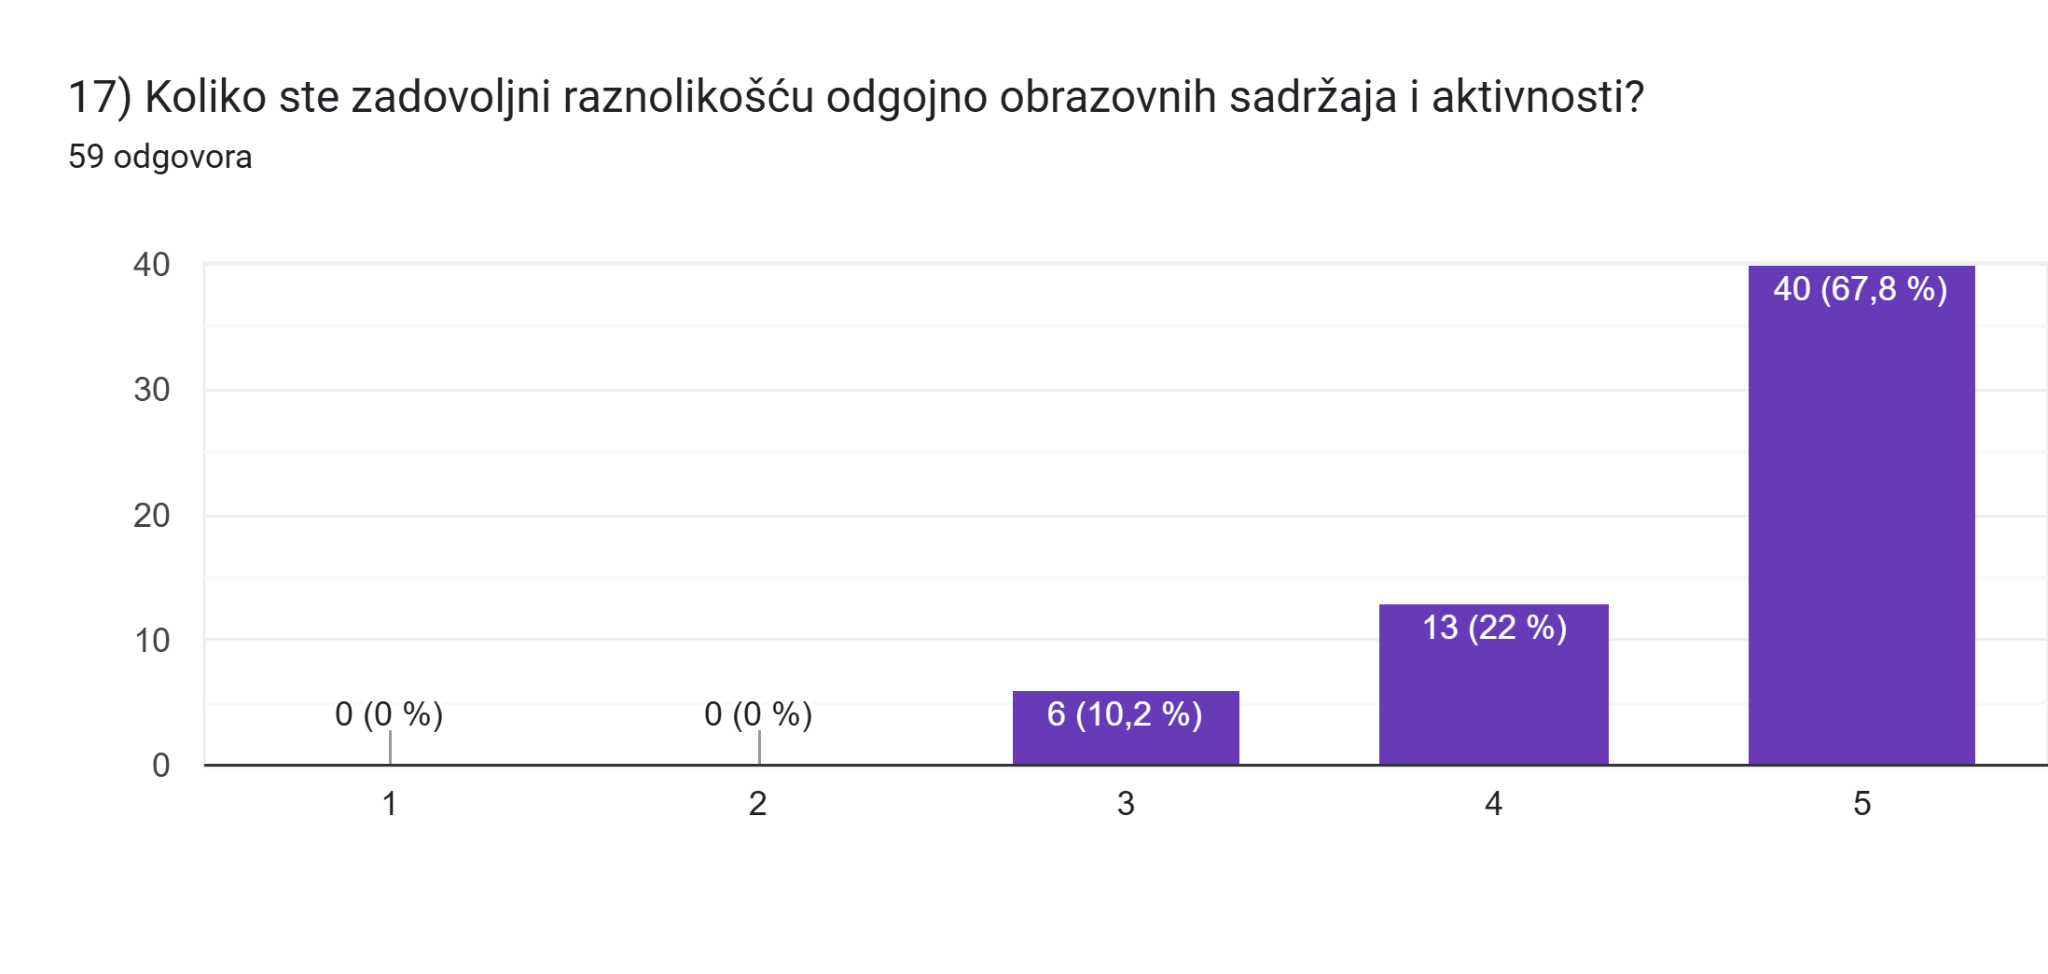 17) Koliko ste zadovoljni raznolikošću odgojno obrazovnih sadržaja i aktivnosti?
59 odgovora
40
30
20
10
0
0 (0 %)
0 (0 %)
6 (10,2 %)
13 (22 %)
40 (67,8 %)
1
2
3
4
5